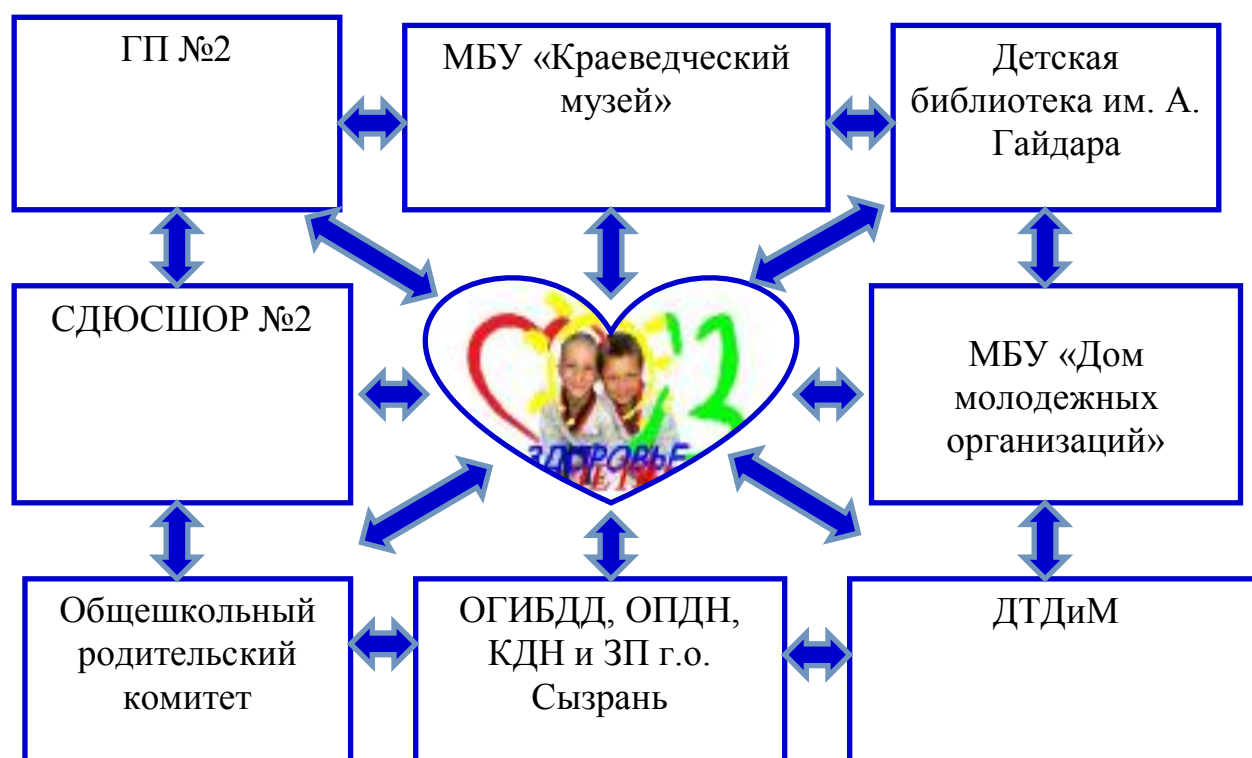 ГП №2
МБУ «Краеведческий
музей»
Детская
библиотека им. А.
Гайдара
СДЮСШОР №2
ЗДОРОВЬЕ
МБУ «Дом
молодежных
организаций»
Общешкольный
родительский
комитет
ОГИБДД, ОПДН,
КДН и ЗП г.о.
Сызрань
ДТДиМ